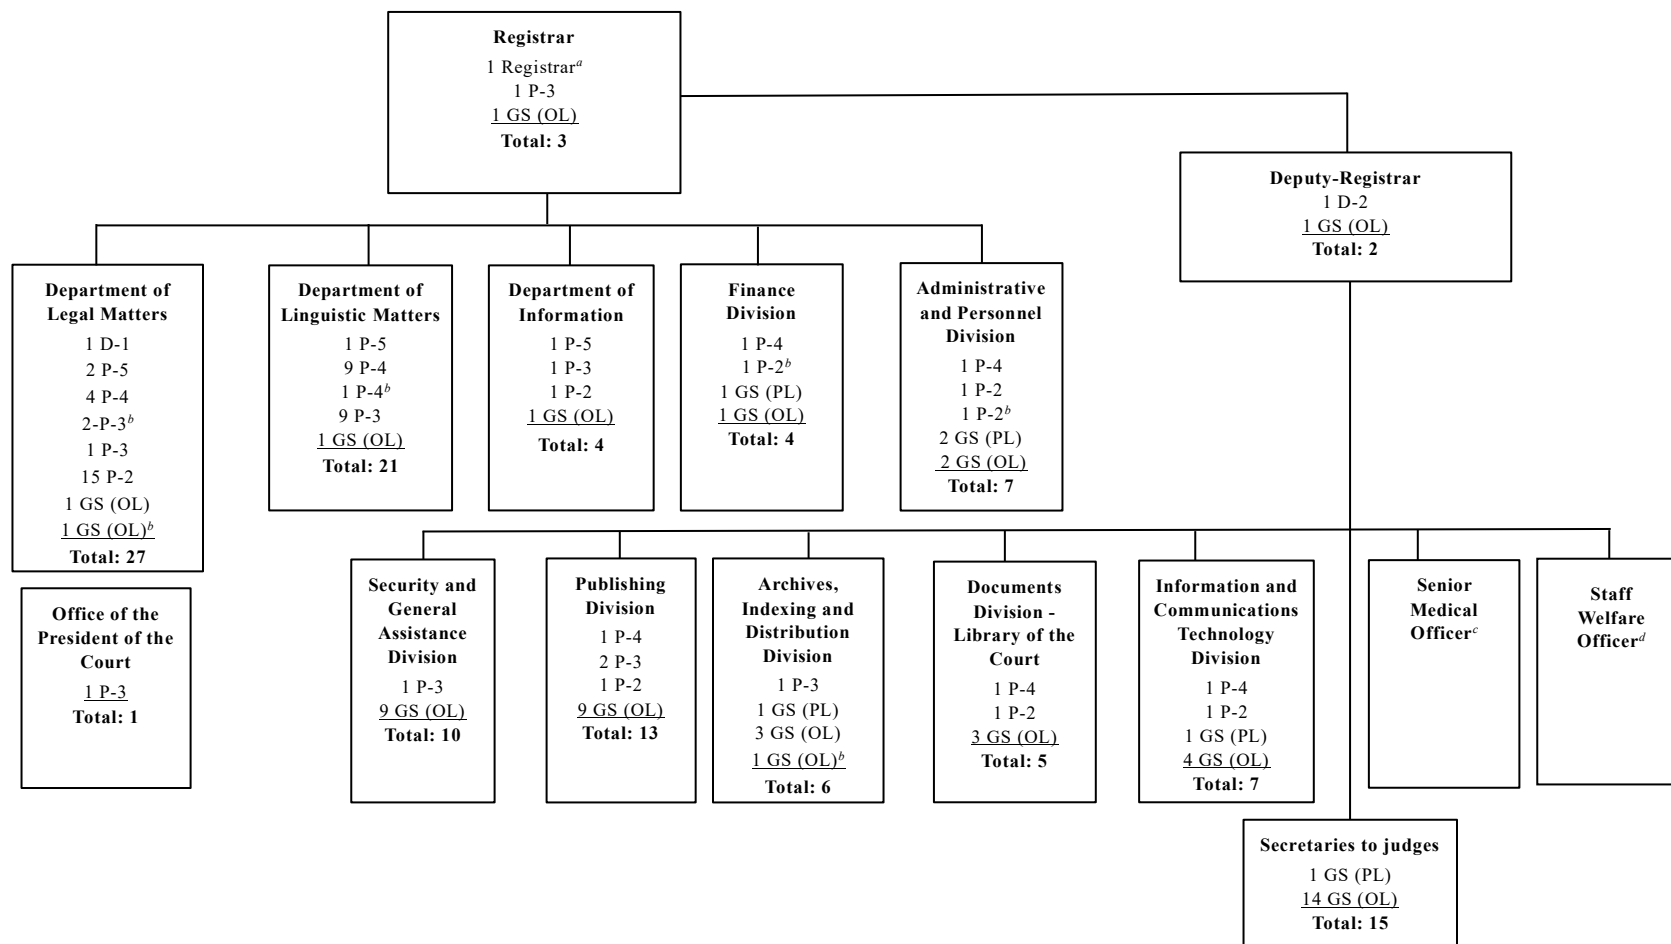 Registrar
1 Registrarᵃ
1 P-3
1 GS (OL)
Total: 3
Deputy-Registrar
1 D-2
1 GS (OL)
Total: 2
Department of
Legal Matters
1 D-1
2 P-5
4 P-4
2-P-3ᵇ
1 P-3
15 P-2
1 GS (OL)
1 GS (OL)ᵇ
Total: 27
Department of
Linguistic Matters
1 P-5
9 P-4
1 P-4ᵇ
9 P-3
1 GS (OL)
Total: 21
Department of
Information
1 P-5
1 P-3
1 P-2
1 GS (OL)
Total: 4
Finance
Division
1 P-4
1 P-2ᵇ
1 GS (PL)
1 GS (OL)
Total: 4
Administrative
and Personnel
Division
1 P-4
1 P-2
1 P-2ᵇ
2 GS (PL)
2 GS (OL)
Total: 7
Office of the
President of the
Court
1 P-3
Total: 1
Security and
General
Assistance
Division
1 P-3
9 GS (OL)
Total: 10
Publishing
Division
1 P-4
2 P-3
1 P-2
9 GS (OL)
Total: 13
Archives,
Indexing and
Distribution
Division
1 P-3
1 GS (PL)
3 GS (OL)
1 GS (OL)ᵇ
Total: 6
Documents
Division -
Library of the
Court
1 P-4
1 P-2
3 GS (OL)
Total: 5
Information and
Communications
Technology
Division
1 P-4
1 P-2
1 GS (PL)
4 GS (OL)
Total: 7
Senior
Medical
Officerᶜ
Staff
Welfare
Officerᵈ
Secretaries to judges
1 GS (PL)
14 GS (OL)
Total: 15